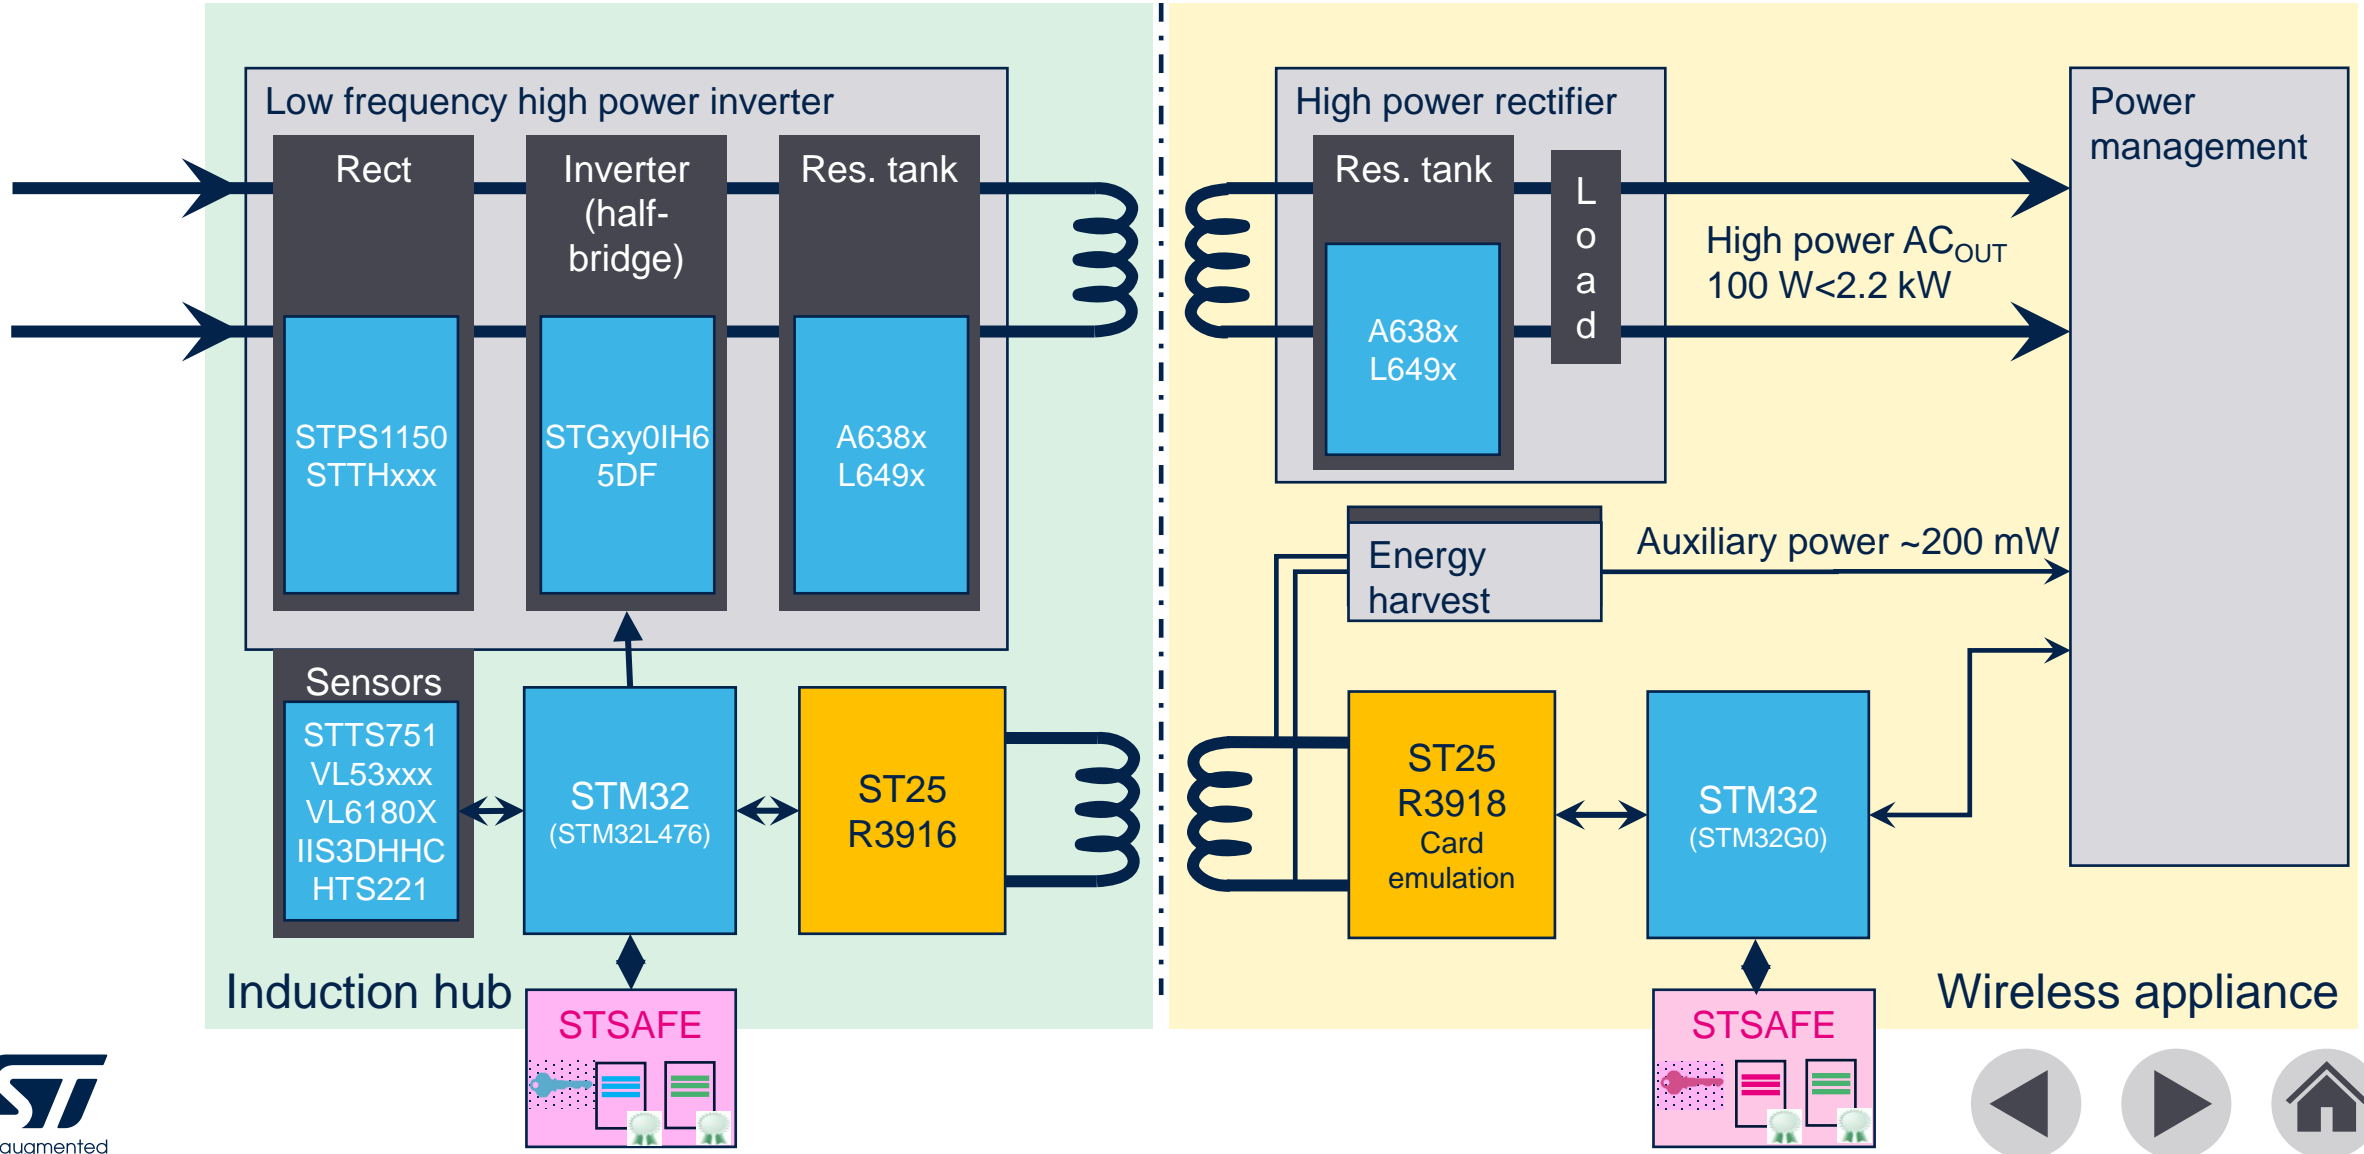 Low frequency high power inverter
Rect
Inverter
(half-
bridge)
Res. tank
STPS1150
STTHxxx
STGxy0IH6
5DF
A638x
L649x
Sensors
STTS751
VL53xxx
VL6180X
IIS3DHHC
HTS221
STM32
(STM32L476)
ST25
R3916
Induction hub
STSAFE
High power rectifier
Res. tank
A638x
L649x
L
o
a
d
High power ACOUT
100 W<2.2 kW
Power
management
Energy
harvest
Auxiliary power ~200 mW
ST25
R3918
Card
emulation
STM32
(STM32G0)
Wireless appliance
STSAFE
ST
augmented